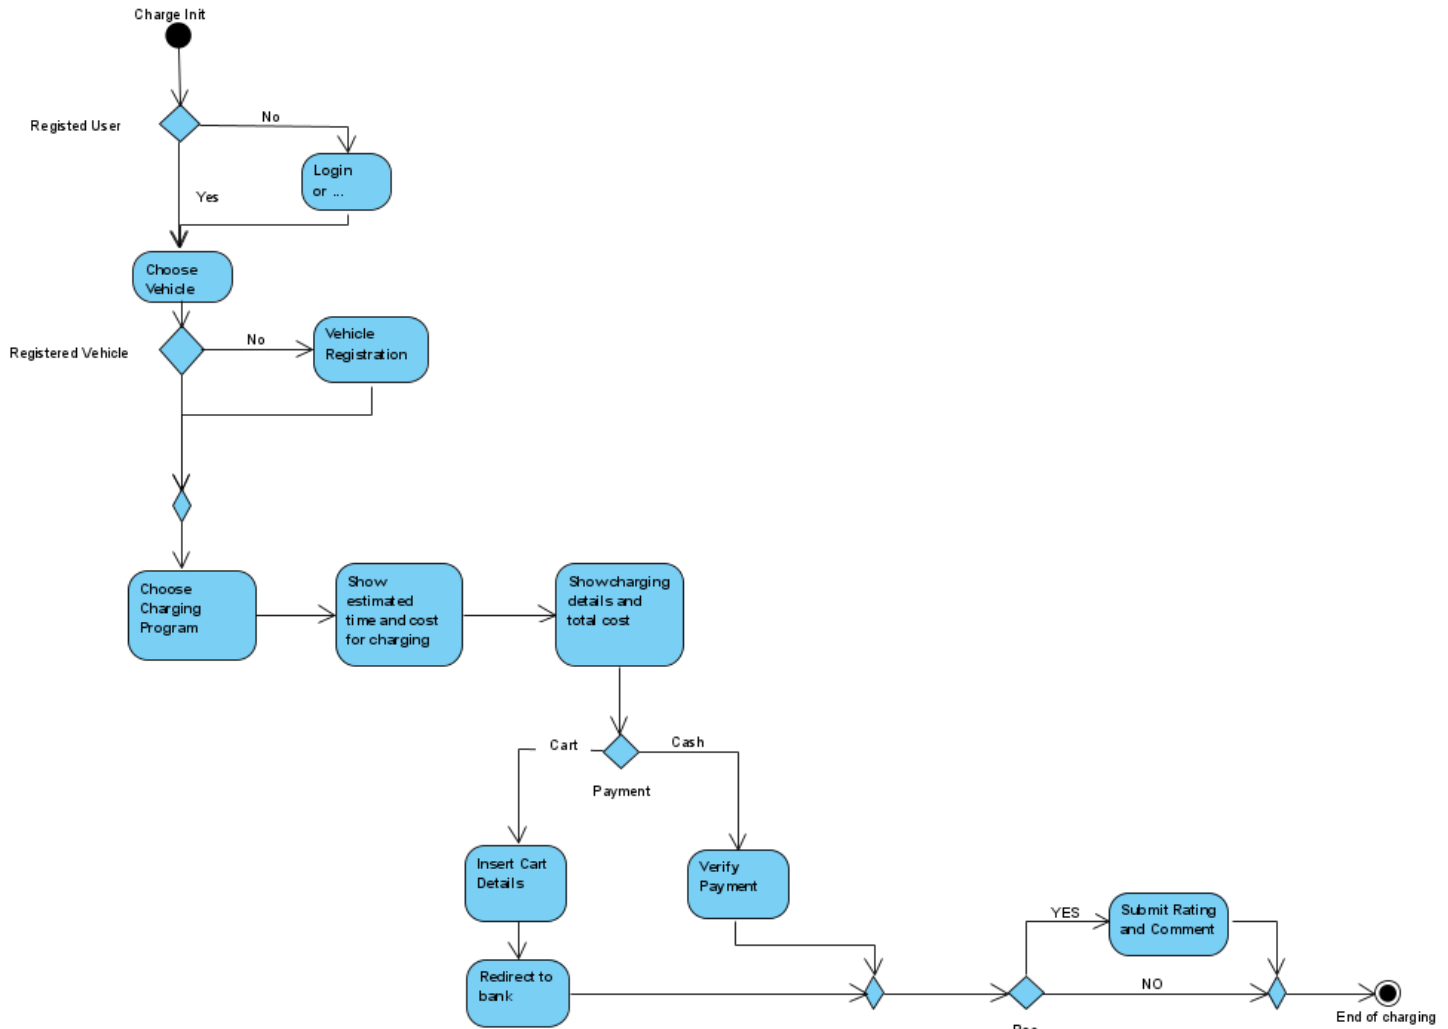 Charge Init
Registed User
No
Login
or ...
Yes
Choose
Vehicle
Registered Vehicle
No
Vehicle
Registration
Choose
Charging
Program
Show
estimated
time and cost
for charging
Show charging
details and
total cost
Cart
Cash
Payment
Insert Cart
Details
Verify
Payment
Redirect to
bank
YES
Submit Rating
and Comment
NO
End of charging